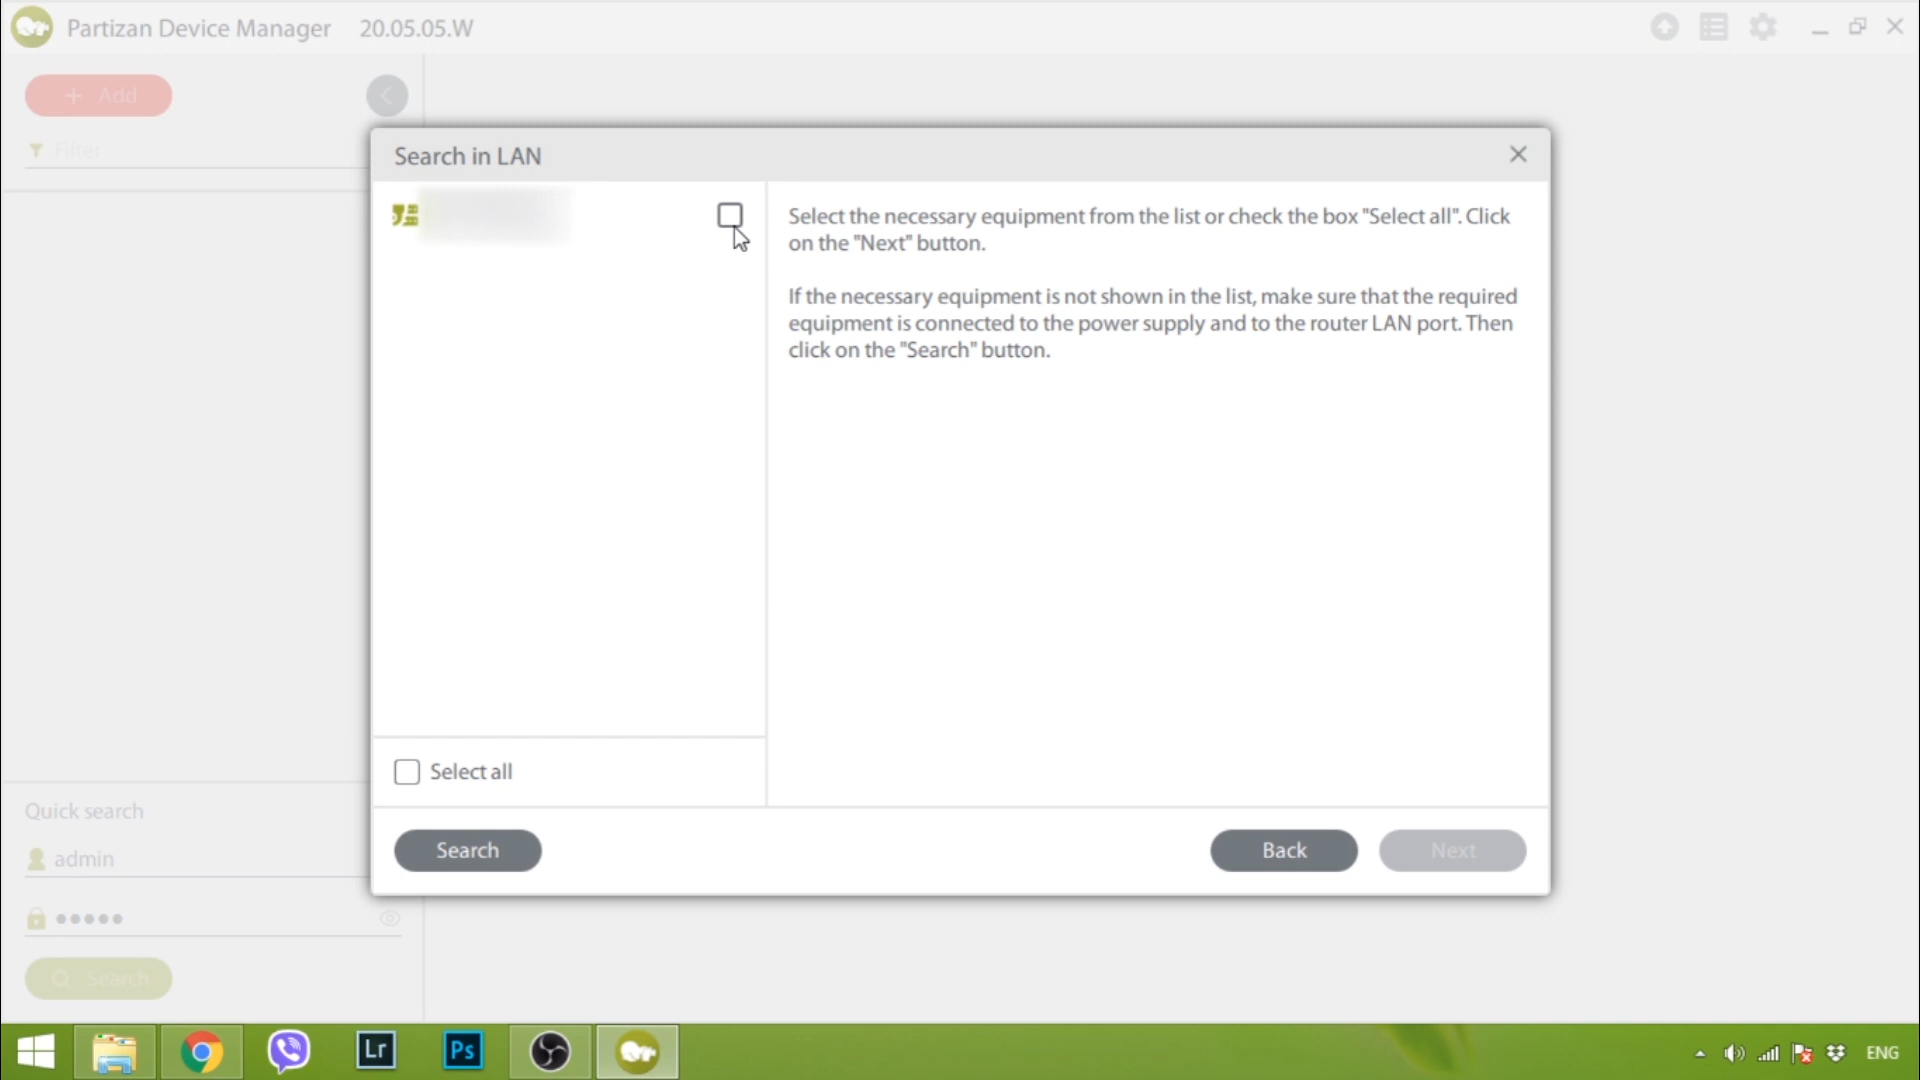 Partizan Device Manager 20.05.05.W
+ Add
Filter
Search in LAN
Select the necessary equipment from the list or check the box "Select all". Click
on the "Next" button.
If the necessary equipment is not shown in the list, make sure that the required
equipment is connected to the power supply and to the router LAN port. Then
click on the "Search" button.
Select all
Search
Back
Next
Quick search
admin
Search
Lr
Ps
ENG